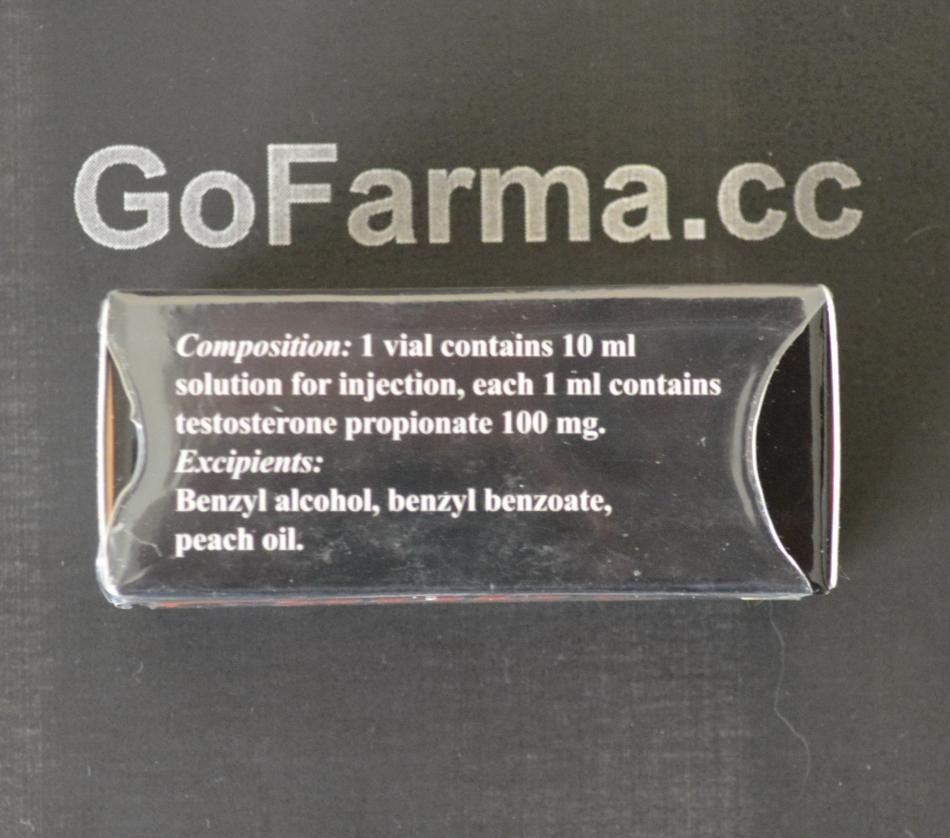 GoFarma.cc
Composition: 1 vial contains 10 ml
solution for injection, each 1 ml contains
testosterone propionate 100 mg.
Excipients:
Benzyl alcohol, benzyl benzoate,
peach oil.